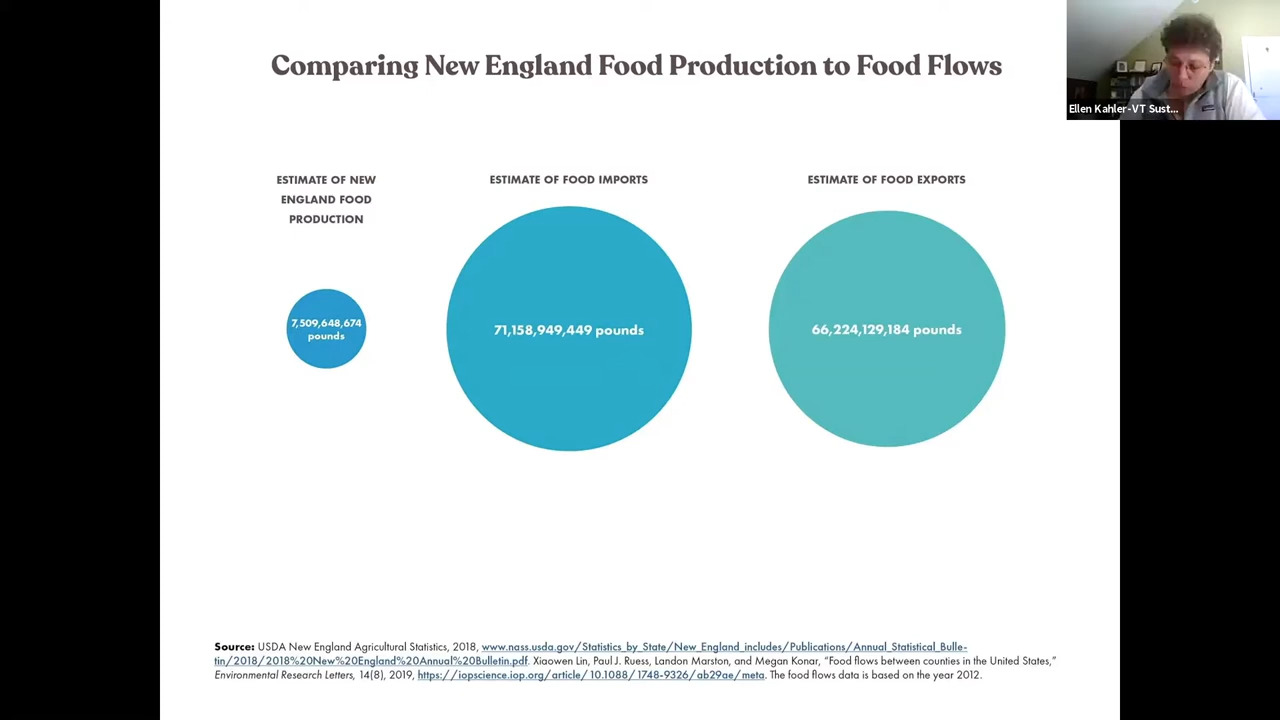 Comparing New England Food Production to Food Flows
Ellen Kahler-VT Sust...
ESTIMATE OF NEW
ENGLAND FOOD
PRODUCTION
ESTIMATE OF FOOD IMPORTS
ESTIMATE OF FOOD EXPORTS
7,509,648,674
pounds
71,158,949,449 pounds
66,224,129,184 pounds
Source: USDA New England Agricultural Statistics, 2018, www.nass.usda.gov/Statistics_by_State/New_England_includes/Publications/Annual_Statistical_Bulle-
tin/2018/2018%20New%20England%20Annual%20Bulletin.pdf. Xiaowen Lin, Paul J. Ruess, Landon Marston, and Megan Konar, “Food flows between counties in the United States,”
Environmental Research Letters, 14(8), 2019, https://iopscience.iop.org/article/10.1088/1748-9326/ab29ae/meta. The food flows data is based on the year 2012.